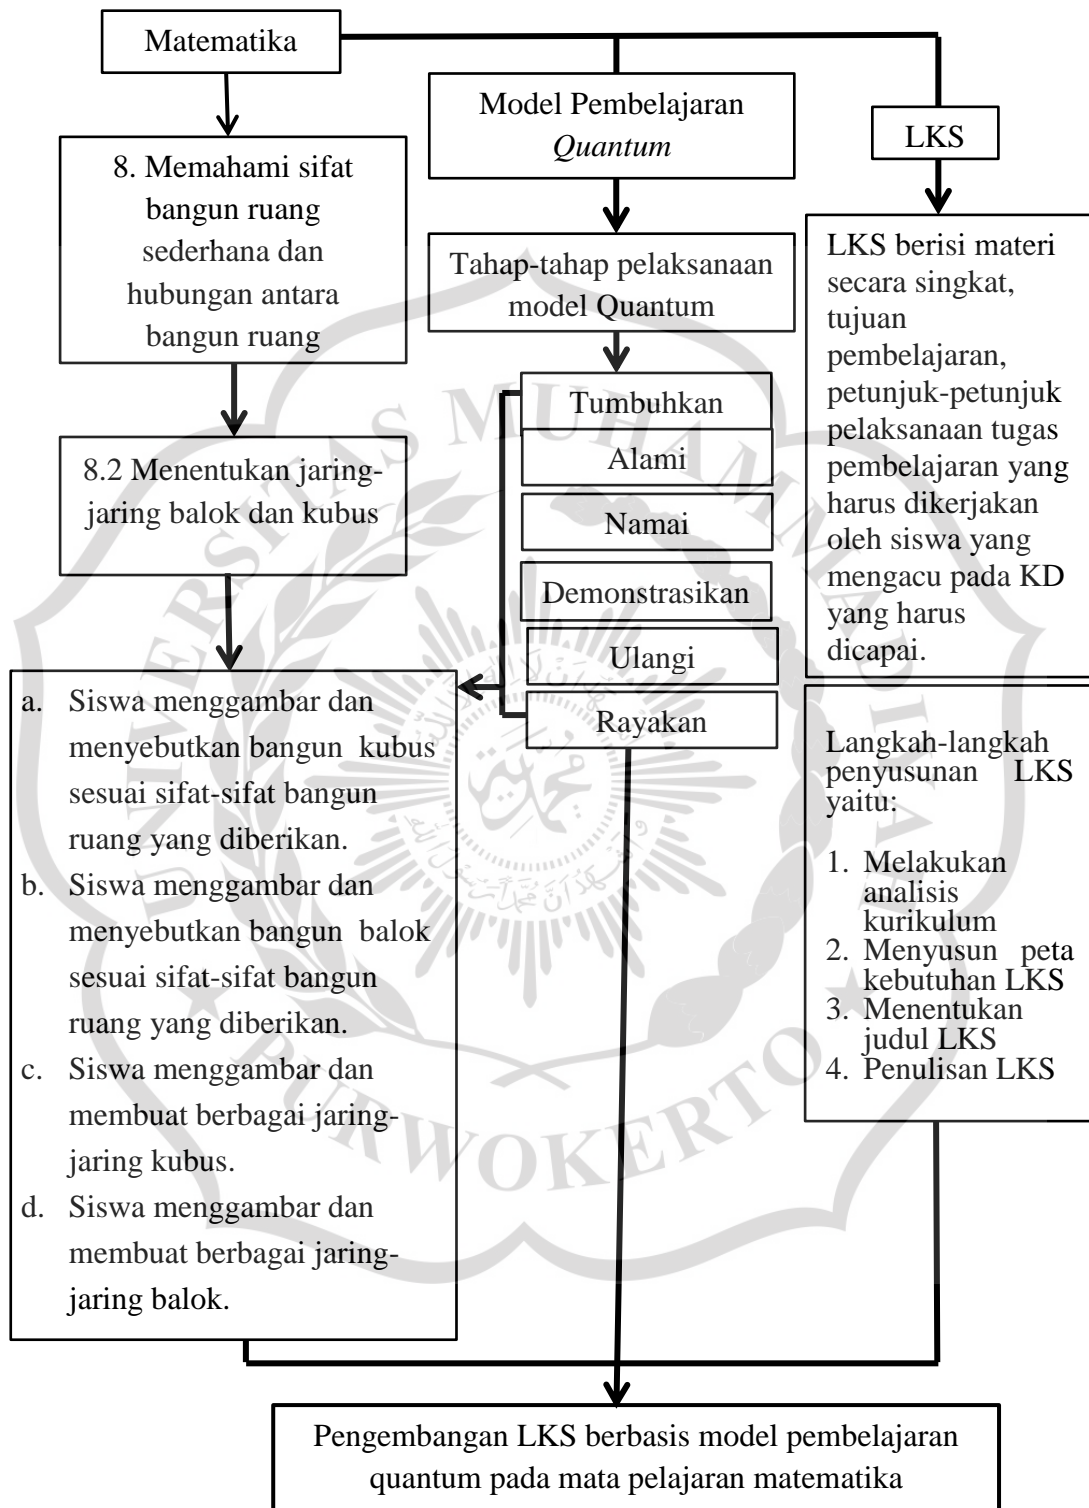 Matematika
Model Pembelajaran
Quantum
LKS
8. Memahami sifat
bangun ruang
sederhana dan
hubungan antara
bangun ruang
Tahap-tahap pelaksanaan
model Quantum
LKS berisi materi
secara singkat,
tujuan
pembelajaran,
petunjuk-petunjuk
pelaksanaan tugas
pembelajaran yang
harus dikerjakan
oleh siswa yang
mengacu pada KD
yang harus
dicapai.
8.2 Menentukan jaring-
jaring balok dan kubus
Tumbuhkan
Alami
Namai
Demonstrasikan
Ulangi
Rayakan
a. Siswa menggambar dan
menyebutkan bangun kubus
sesuai sifat-sifat bangun
ruang yang diberikan.
b. Siswa menggambar dan
menyebutkan bangun balok
sesuai sifat-sifat bangun
ruang yang diberikan.
c. Siswa menggambar dan
membuat berbagai jaring-
jaring kubus.
d. Siswa menggambar dan
membuat berbagai jaring-
jaring balok.
Langkah-langkah
penyusunan LKS
yaitu:
1. Melakukan
analisis
kurikulum
2. Menyusun peta
kebutuhan LKS
3. Menentukan
judul LKS
4. Penulisan LKS
Pengembangan LKS berbasis model pembelajaran
quantum pada mata pelajaran matematika
UNIVERSITAS MUHAMMADIYAH
PURWOKERTO